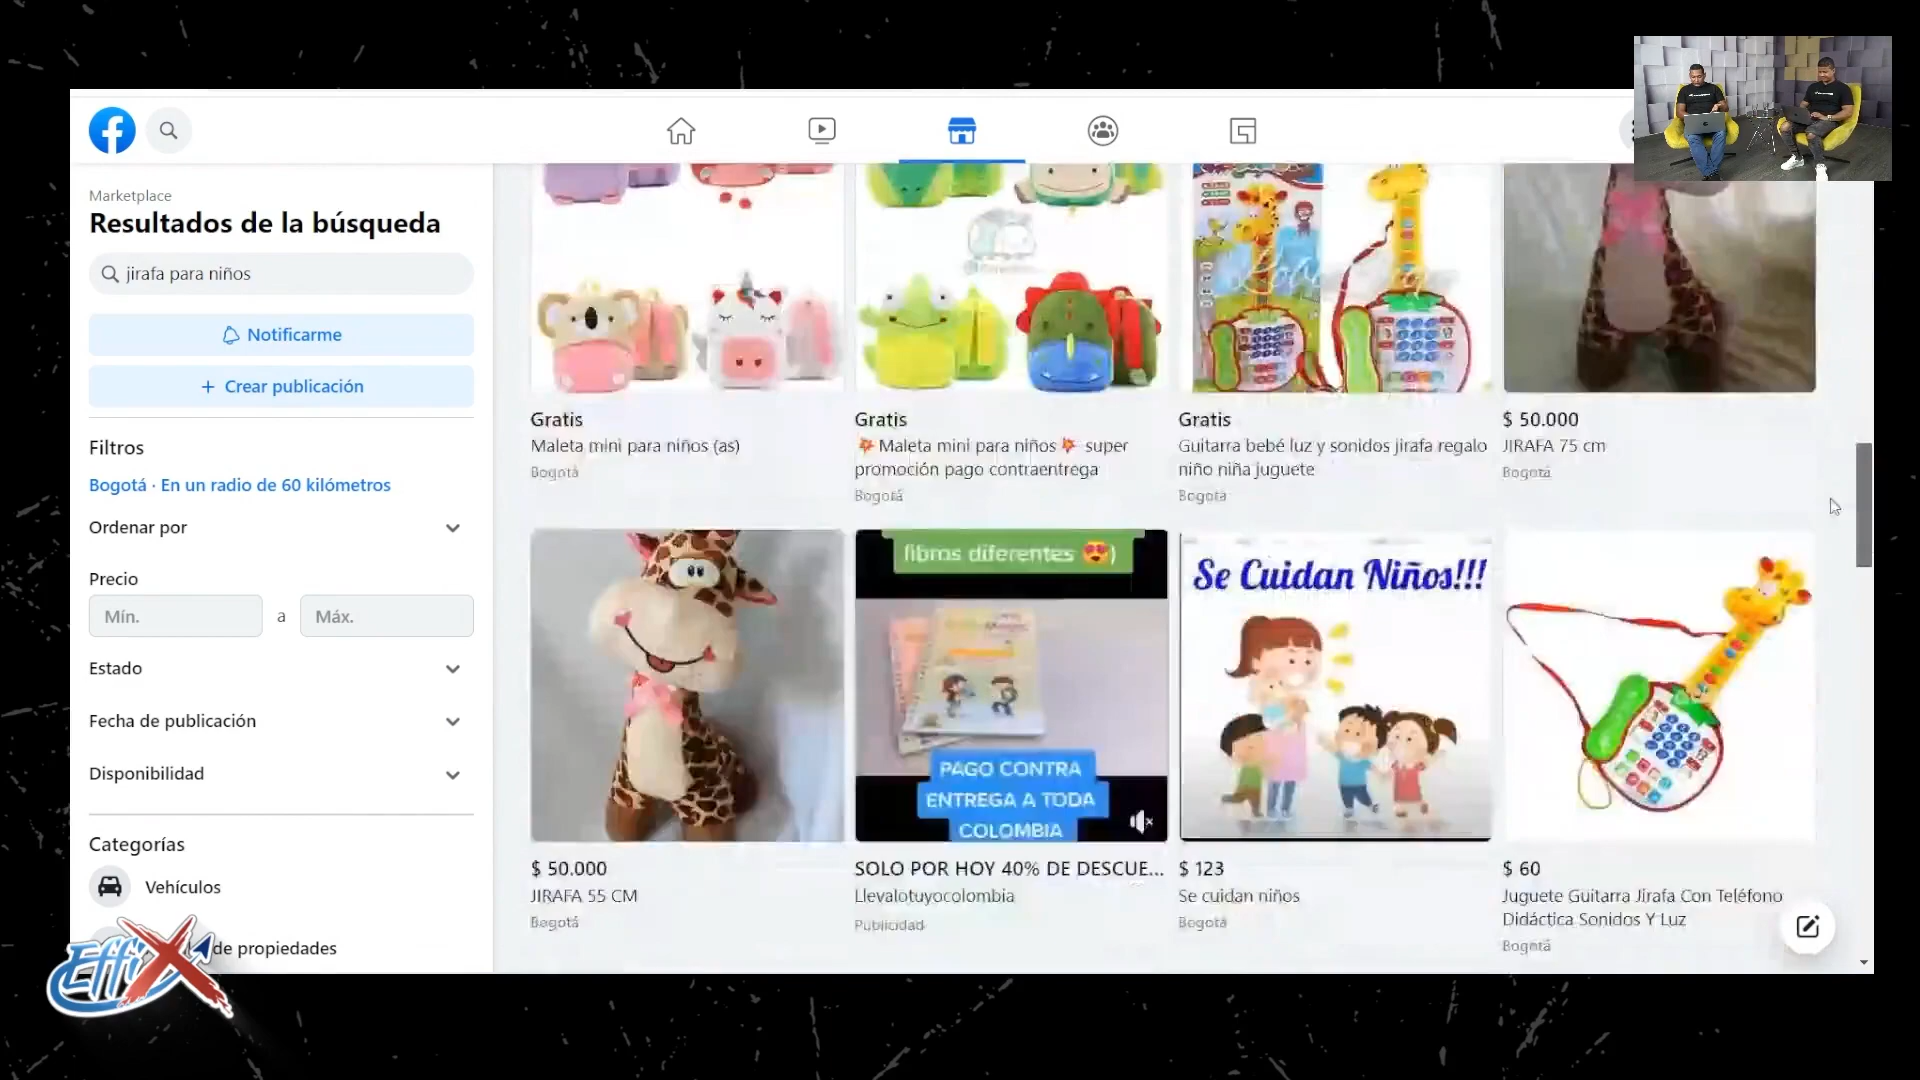 Marketplace
Resultados de la búsqueda
jirafa para niños
Notificarme
Crear publicación
Filtros
Bogotá · En un radio de 60 kilómetros
Ordenar por
Precio
Mín.
a
Máx.
Estado
Fecha de publicación
Disponibilidad
Categorías
Vehículos
de propiedades
Gratis
Maleta mini para niños (as)
Bogotá
Gratis
💥 Maleta mini para niños 💥 super
promoción pago contraentrega
Bogotá
Gratis
Guitarra bebé luz y sonidos jirafa regalo
niño niña juguete
Bogotá
$ 50.000
JIRAFA 75 cm
Bogotá
$ 50.000
JIRAFA 55 CM
Bogotá
libros diferentes 😍)
PAGO CONTRA
ENTREGA A TODA
COLOMBIA
SOLO POR HOY 40% DE DESCUE...
Llevalotuyocolombia
Publicidad
Se Cuidan Niños!!!
$ 123
Se cuidan niños
Bogotá
$ 60
Juguete Guitarra Jirafa Con Teléfono
Didáctica Sonidos Y Luz
Bogotá
EffiX